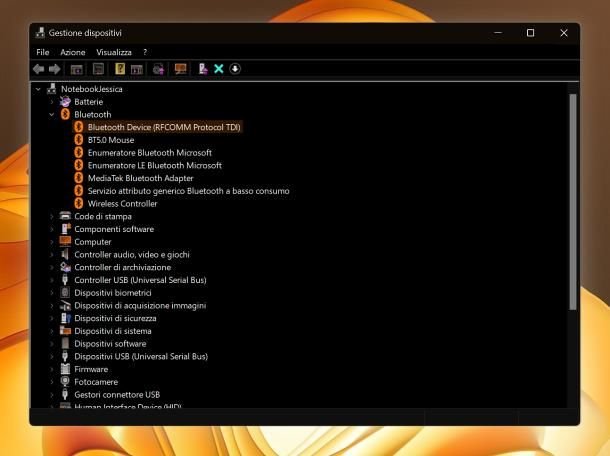 Gestione dispositivi
File Azione Visualizza ?
NotebookJessica
Batterie
Bluetooth
Bluetooth Device (RFCOMM Protocol TDI)
BT5.0 Mouse
Enumeratore Bluetooth Microsoft
Enumeratore LE Bluetooth Microsoft
MediaTek Bluetooth Adapter
Servizio attributo generico Bluetooth a basso consumo
Wireless Controller
Code di stampa
Componenti software
Computer
Controller audio, video e giochi
Controller di archiviazione
Controller USB (Universal Serial Bus)
Dispositivi biometrici
Dispositivi di acquisizione immagini
Dispositivi di sicurezza
Dispositivi di sistema
Dispositivi software
Dispositivi USB (Universal Serial Bus)
Firmware
Fotocamere
Gestori connettore USB
Human Interface Device (HID)